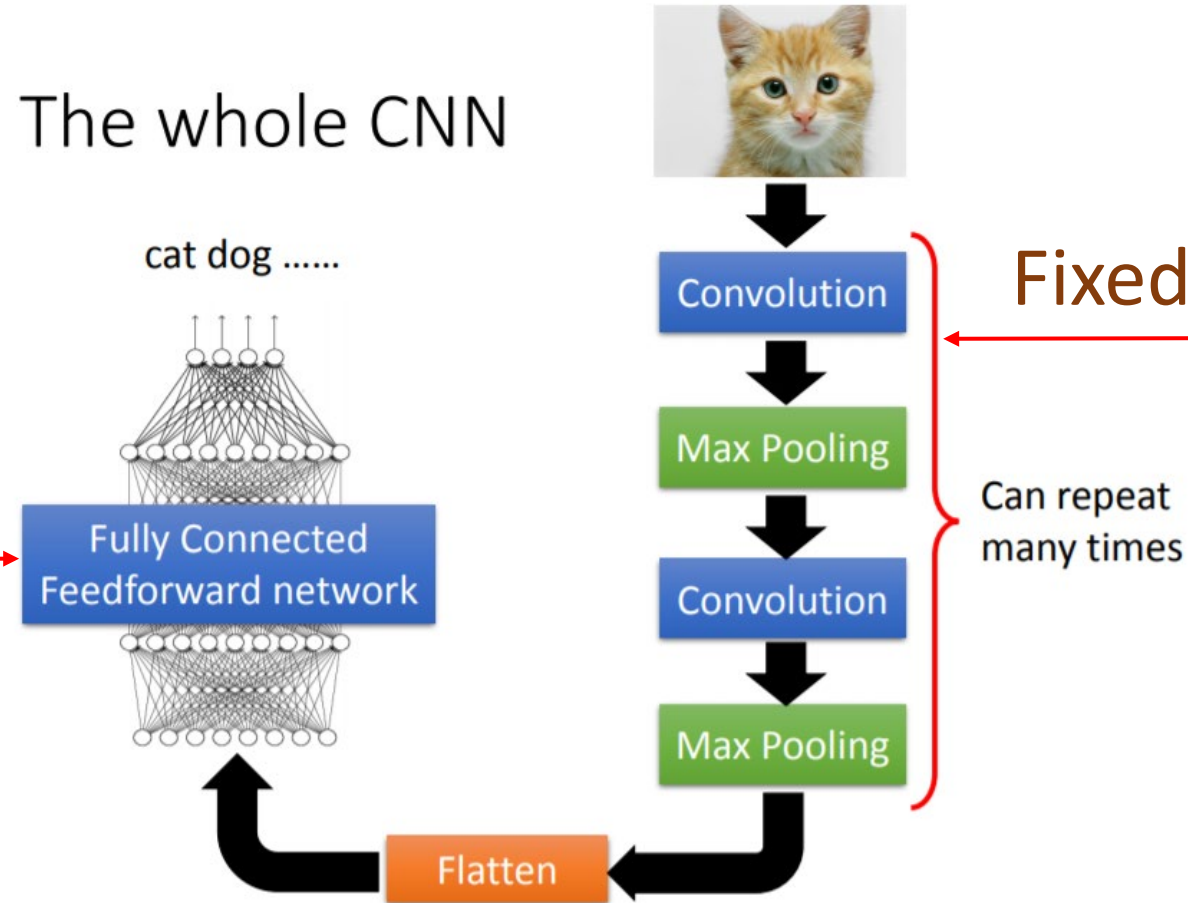 The whole CNN
cat dog ......
Fully Connected
Feedforward network
Convolution
Max Pooling
Convolution
Max Pooling
Flatten
Fixed
Can repeat
many times